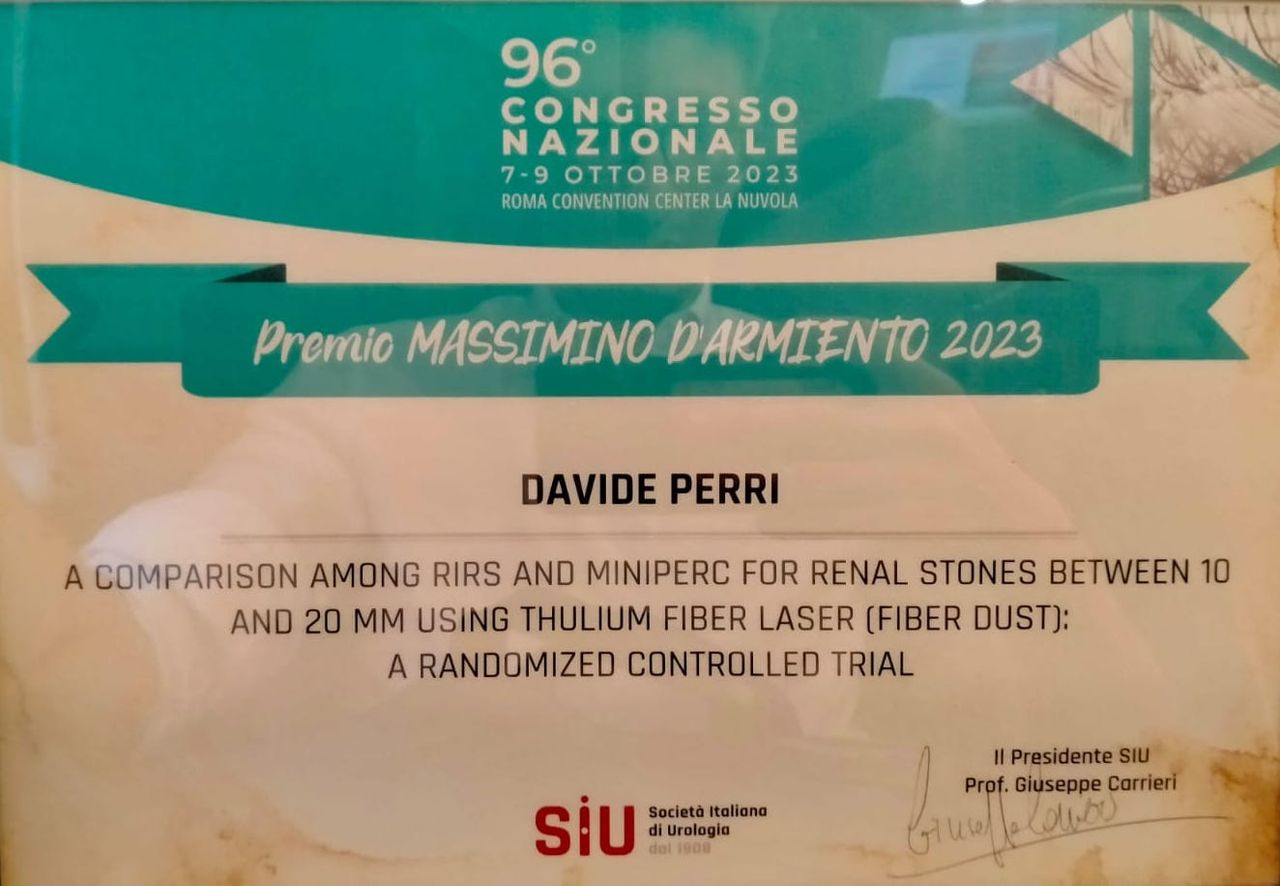 96°
CONGRESSO
NAZIONALE
7-9 OTTOBRE 2023
ROMA CONVENTION CENTER LA NUVOLA
Premio MASSIMINO D'ARMIENTO 2023
DAVIDE PERRI
A COMPARISON AMONG RIRS AND MINIPERC FOR RENAL STONES BETWEEN 10
AND 20 MM USING THULIUM FIBER LASER (FIBER DUST):
A RANDOMIZED CONTROLLED TRIAL
Il Presidente SIU
Prof. Giuseppe Carrieri
SiU
Società Italiana
di Urologia
dal 1908